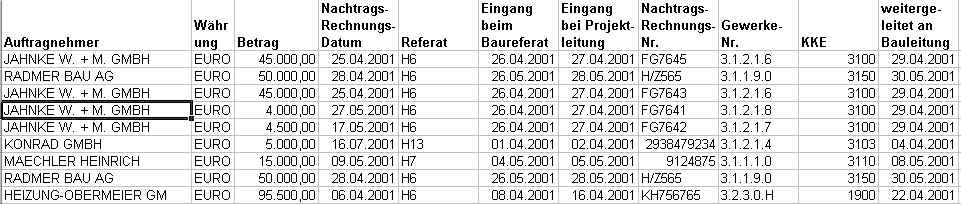 Nachtrags- Eingang Eingang Nachtrags- weiterge-
Währ Rechnungs- beim bei Projekt- Rechnungs- Gewerke- leitet an
Auftragnehmer ung Betrag Datum Referat Baureferat leitung Nr. Nr. KKE Bauleitung
JAHNKE W. + M. GMBH EURO 45.000,00 25.04.2001 H6 26.04.2001 27.04.2001 FG7645 3.1.2.1.6 3100 29.04.2001
RADMER BAU AG EURO 50.000,00 28.04.2001 H6 26.05.2001 28.05.2001 H/Z565 3.1.1.9.0 3150 30.05.2001
JAHNKE W. + M. GMBH EURO 45.000,00 25.04.2001 H6 26.04.2001 27.04.2001 FG7643 3.1.2.1.6 3100 29.04.2001
JAHNKE W. + M. GMBH EURO 4.000,00 27.05.2001 H6 26.04.2001 27.04.2001 FG7641 3.1.2.1.8 3100 29.04.2001
JAHNKE W. + M. GMBH EURO 4.500,00 17.05.2001 H6 26.04.2001 27.04.2001 FG7642 3.1.2.1.7 3100 29.04.2001
KONRAD GMBH EURO 5.000,00 16.07.2001 H13 01.04.2001 02.04.2001 2938479234 3.1.2.1.4 3103 04.04.2001
MAECHLER HEINRICH EURO 15.000,00 09.05.2001 H7 04.05.2001 05.05.2001 9124875 3.1.1.1.0 3110 08.05.2001
RADMER BAU AG EURO 50.000,00 28.04.2001 H6 26.05.2001 28.05.2001 H/Z565 3.1.1.9.0 3150 30.05.2001
HEIZUNG-OBERMEIER GM EURO 95.500,00 06.04.2001 H6 08.04.2001 16.04.2001 KH756765 3.2.3.0.H 1900 22.04.2001